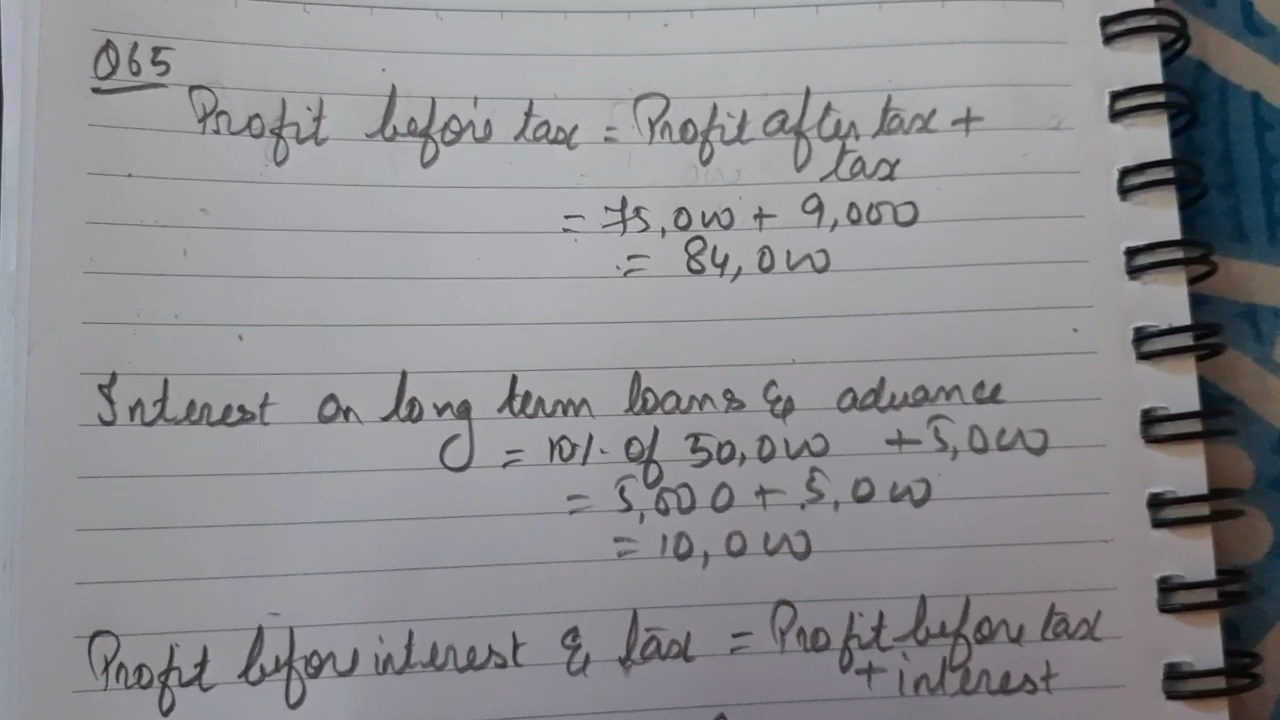 Q65
Profit before tax = Profit after tax +
tax
= 75,000 + 9,000
= 84,000
Interest on long term loans & advance
= 10% of 50,000 + 5,000
= 5,000 + 5,000
= 10,000
Profit before interest & tax = Profit before tax
+ interest